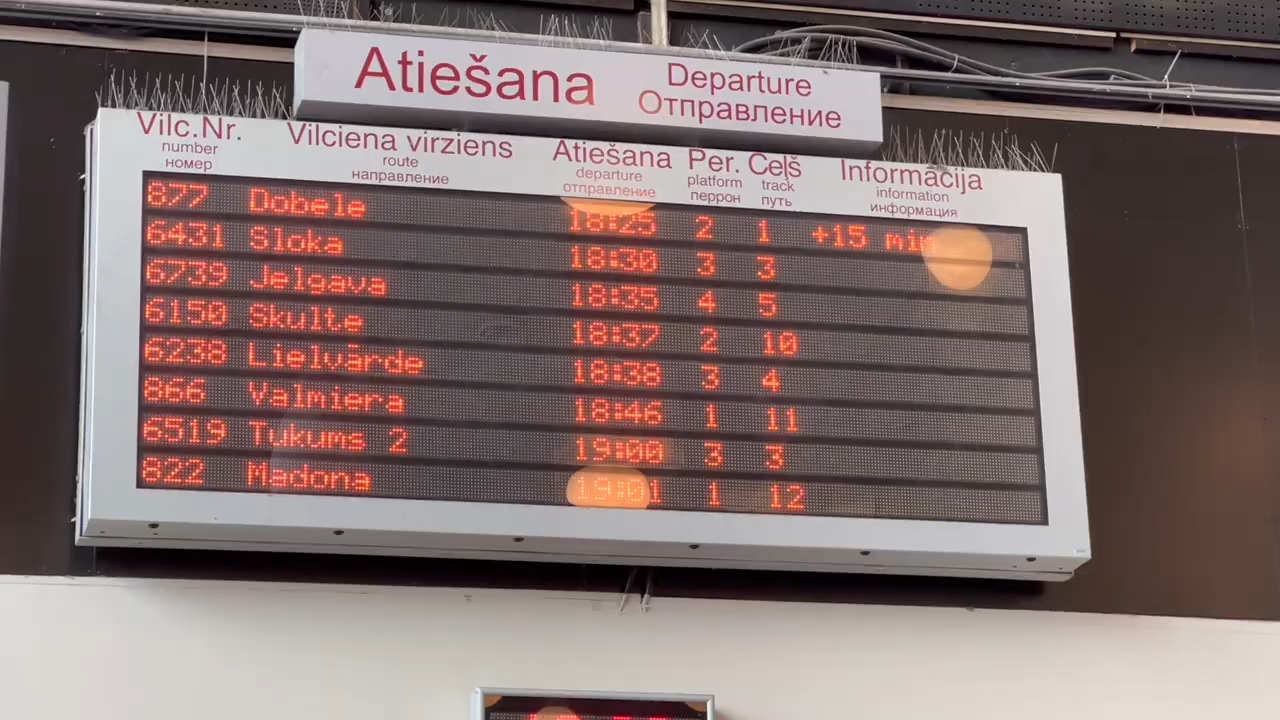 Atiešana Departure
Отправление
Vilc.Nr. Vilciena virziens Atiešana Per. Ceļš Informācija
number route departure platform track information
номер направление отправление перрон путь информация
877 Dobele 18:25 2 1 +15 min
6431 Sloka 18:30 3 3
6739 Jelgava 18:35 4 5
6150 Skulte 18:37 2 10
6238 Lielvārde 18:38 3 4
866 Valmiera 18:46 1 11
6519 Tukums 2 19:00 3 3
822 Madona 19:01 1 12